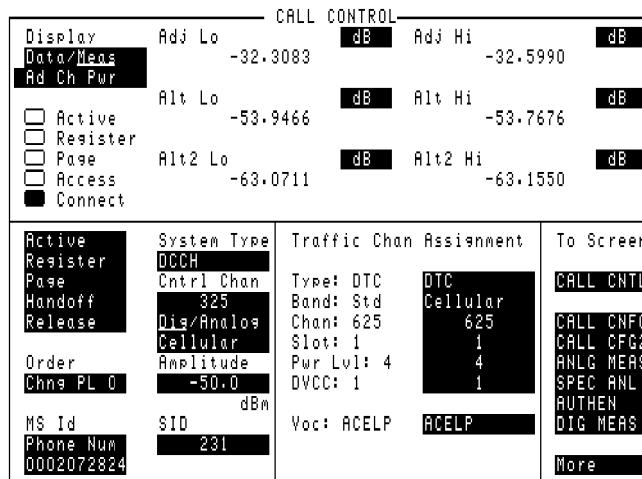 CALL CONTROL
Display
Data/Meas
Ad Ch Pwr
Active
Register
Page
Access
Connect
Adj Lo dB Adj Hi dB
-32.3083 -32.5990
Alt Lo dB Alt Hi dB
-53.9466 -53.7676
Alt2 Lo dB Alt2 Hi dB
-63.0711 -63.1550
Active
Register
Page
Handoff
Release
Order
Chng PL 0
MS Id
Phone Num
0002072824
System Type
DCCH
Cntrl Chan
325
Dig/Analog
Cellular
Amplitude
-50.0
dBm
SID
231
Traffic Chan Assignment
Type: DTC DTC
Band: Std Cellular
Chan: 625 625
Slot: 1 1
Pwr Lvl: 4 4
DVCC: 1 1
Voc: ACELP ACELP
To Screen
CALL CNTL
CALL CNFG
CALL CFG2
ANLG MEAS
SPEC ANL
AUTHEN
DIG MEAS
More